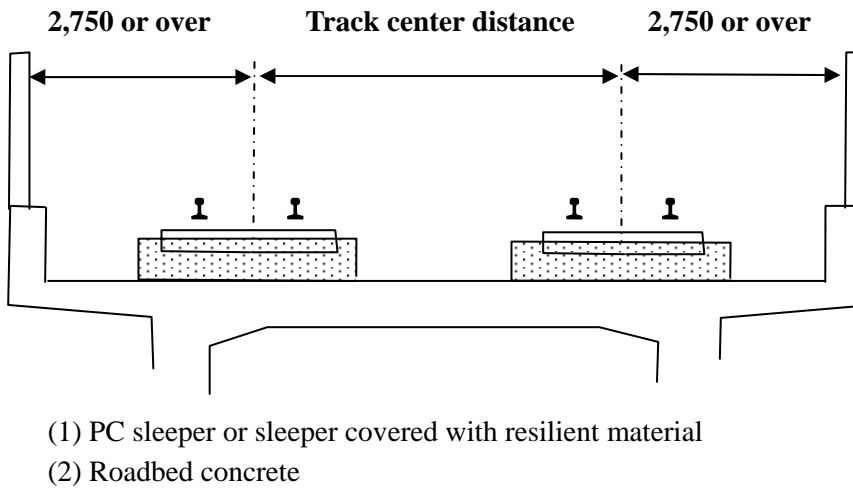 2,750 or over Track center distance 2,750 or over
(1) PC sleeper or sleeper covered with resilient material
(2) Roadbed concrete